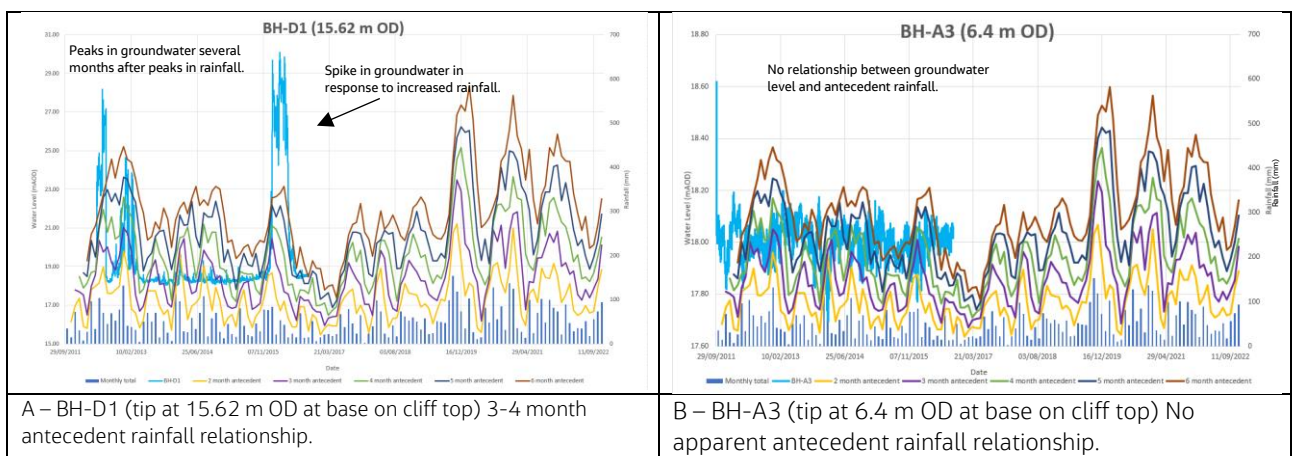 BH-D1 (15.62 m OD)
Peaks in groundwater several
months after peaks in rainfall.
Spike in groundwater in
response to increased rainfall.
31.00
29.00
27.00
25.00
23.00
21.00
19.00
17.00
15.00
Water Level (mAOD)
700
600
500
400
300
200
100
0
Rainfall (mm)
29/09/2011 10/02/2013 25/06/2014 07/11/2015 21/03/2017 03/08/2018 16/12/2019 29/04/2021 11/09/2022
Date
Monthly total BH-D1 2 month antecedent 3 month antecedent 4 month antecedent 5 month antecedent 6 month antecedent
A – BH-D1 (tip at 15.62 m OD at base on cliff top) 3-4 month
antecedent rainfall relationship.
BH-A3 (6.4 m OD)
No relationship between groundwater
level and antecedent rainfall.
18.80
18.60
18.40
18.20
18.00
17.80
17.60
Water Level (mAOD)
700
600
500
400
300
200
100
0
Rainfall (mm)
Rainfall (mm)
29/09/2011 10/02/2013 25/06/2014 07/11/2015 21/03/2017 03/08/2018 16/12/2019 29/04/2021 11/09/2022
Date
Monthly total BH-A3 2 month antecedent 3 month antecedent 4 month antecedent 5 month antecedent 6 month antecedent
B – BH-A3 (tip at 6.4 m OD at base on cliff top) No
apparent antecedent rainfall relationship.